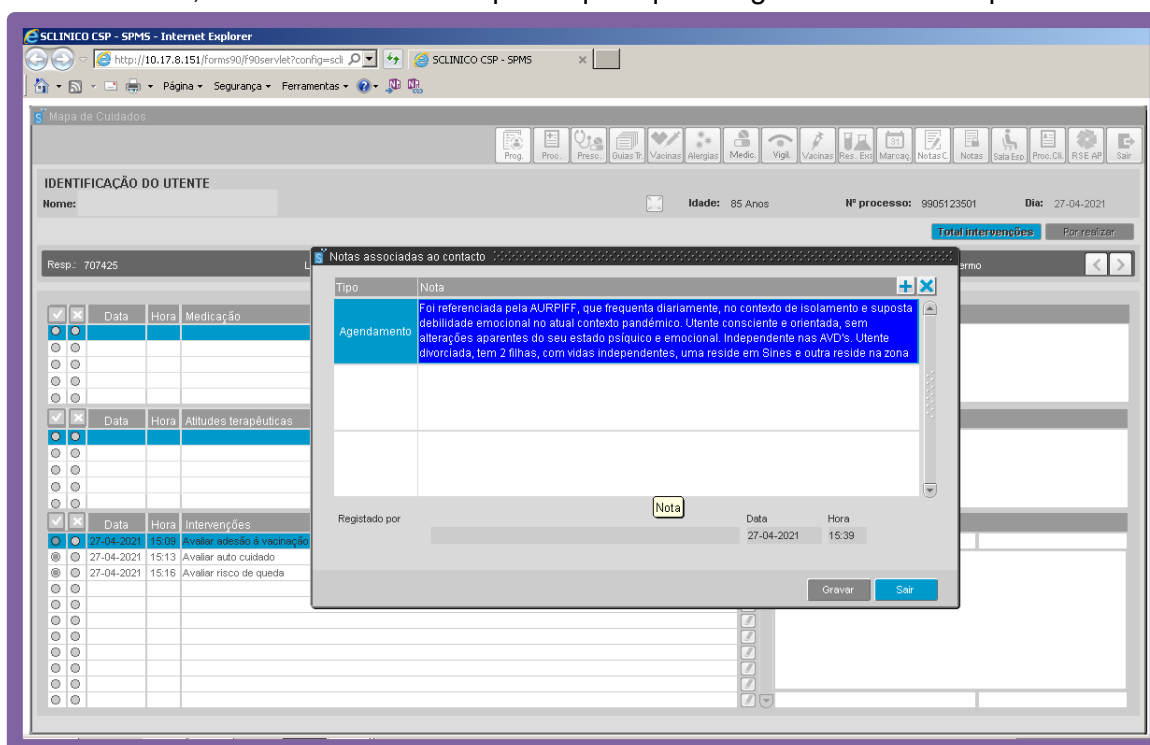 SCLINICO CSP - SPMS - Internet Explorer
http://10.17.8.151/forms90/f90servlet?config=scli
SCLINICO CSP - SPMS
Página
Segurança
Ferramentas
Mapa de Cuidados
Prog.
Proc.
Presc.
Guias Tr.
Vacinas
Alergias
Medic.
Vigil.
Vacinas
Res. Exs
Marcaç.
Notas C.
Notas
Sala Esp.
Proc. Cli.
RSE AP
Sair
IDENTIFICAÇÃO DO UTENTE
Nome:
Idade: 85 Anos
Nº processo: 9905123501
Dia: 27-04-2021
Total intervenções
Por realizar
Resp.: 707425
L
ermo
Notas associadas ao contacto
Tipo
Nota
Agendamento
Foi referenciada pela AURPIFF, que frequenta diariamente, no contexto de isolamento e suposta
debilidade emocional no atual contexto pandémico. Utente consciente e orientada, sem
alterações aparentes do seu estado psíquico e emocional. Independente nas AVD's. Utente
divorciada, tem 2 filhas, com vidas independentes, uma reside em Sines e outra reside na zona
Nota
Registado por
Data
Hora
27-04-2021
15:39
Gravar
Sair
Data Hora Medicação
Data Hora Atitudes terapêuticas
Data Hora Intervenções
27-04-2021 15:09 Avaliar adesão à vacinação
27-04-2021 15:13 Avaliar auto cuidado
27-04-2021 15:16 Avaliar risco de queda